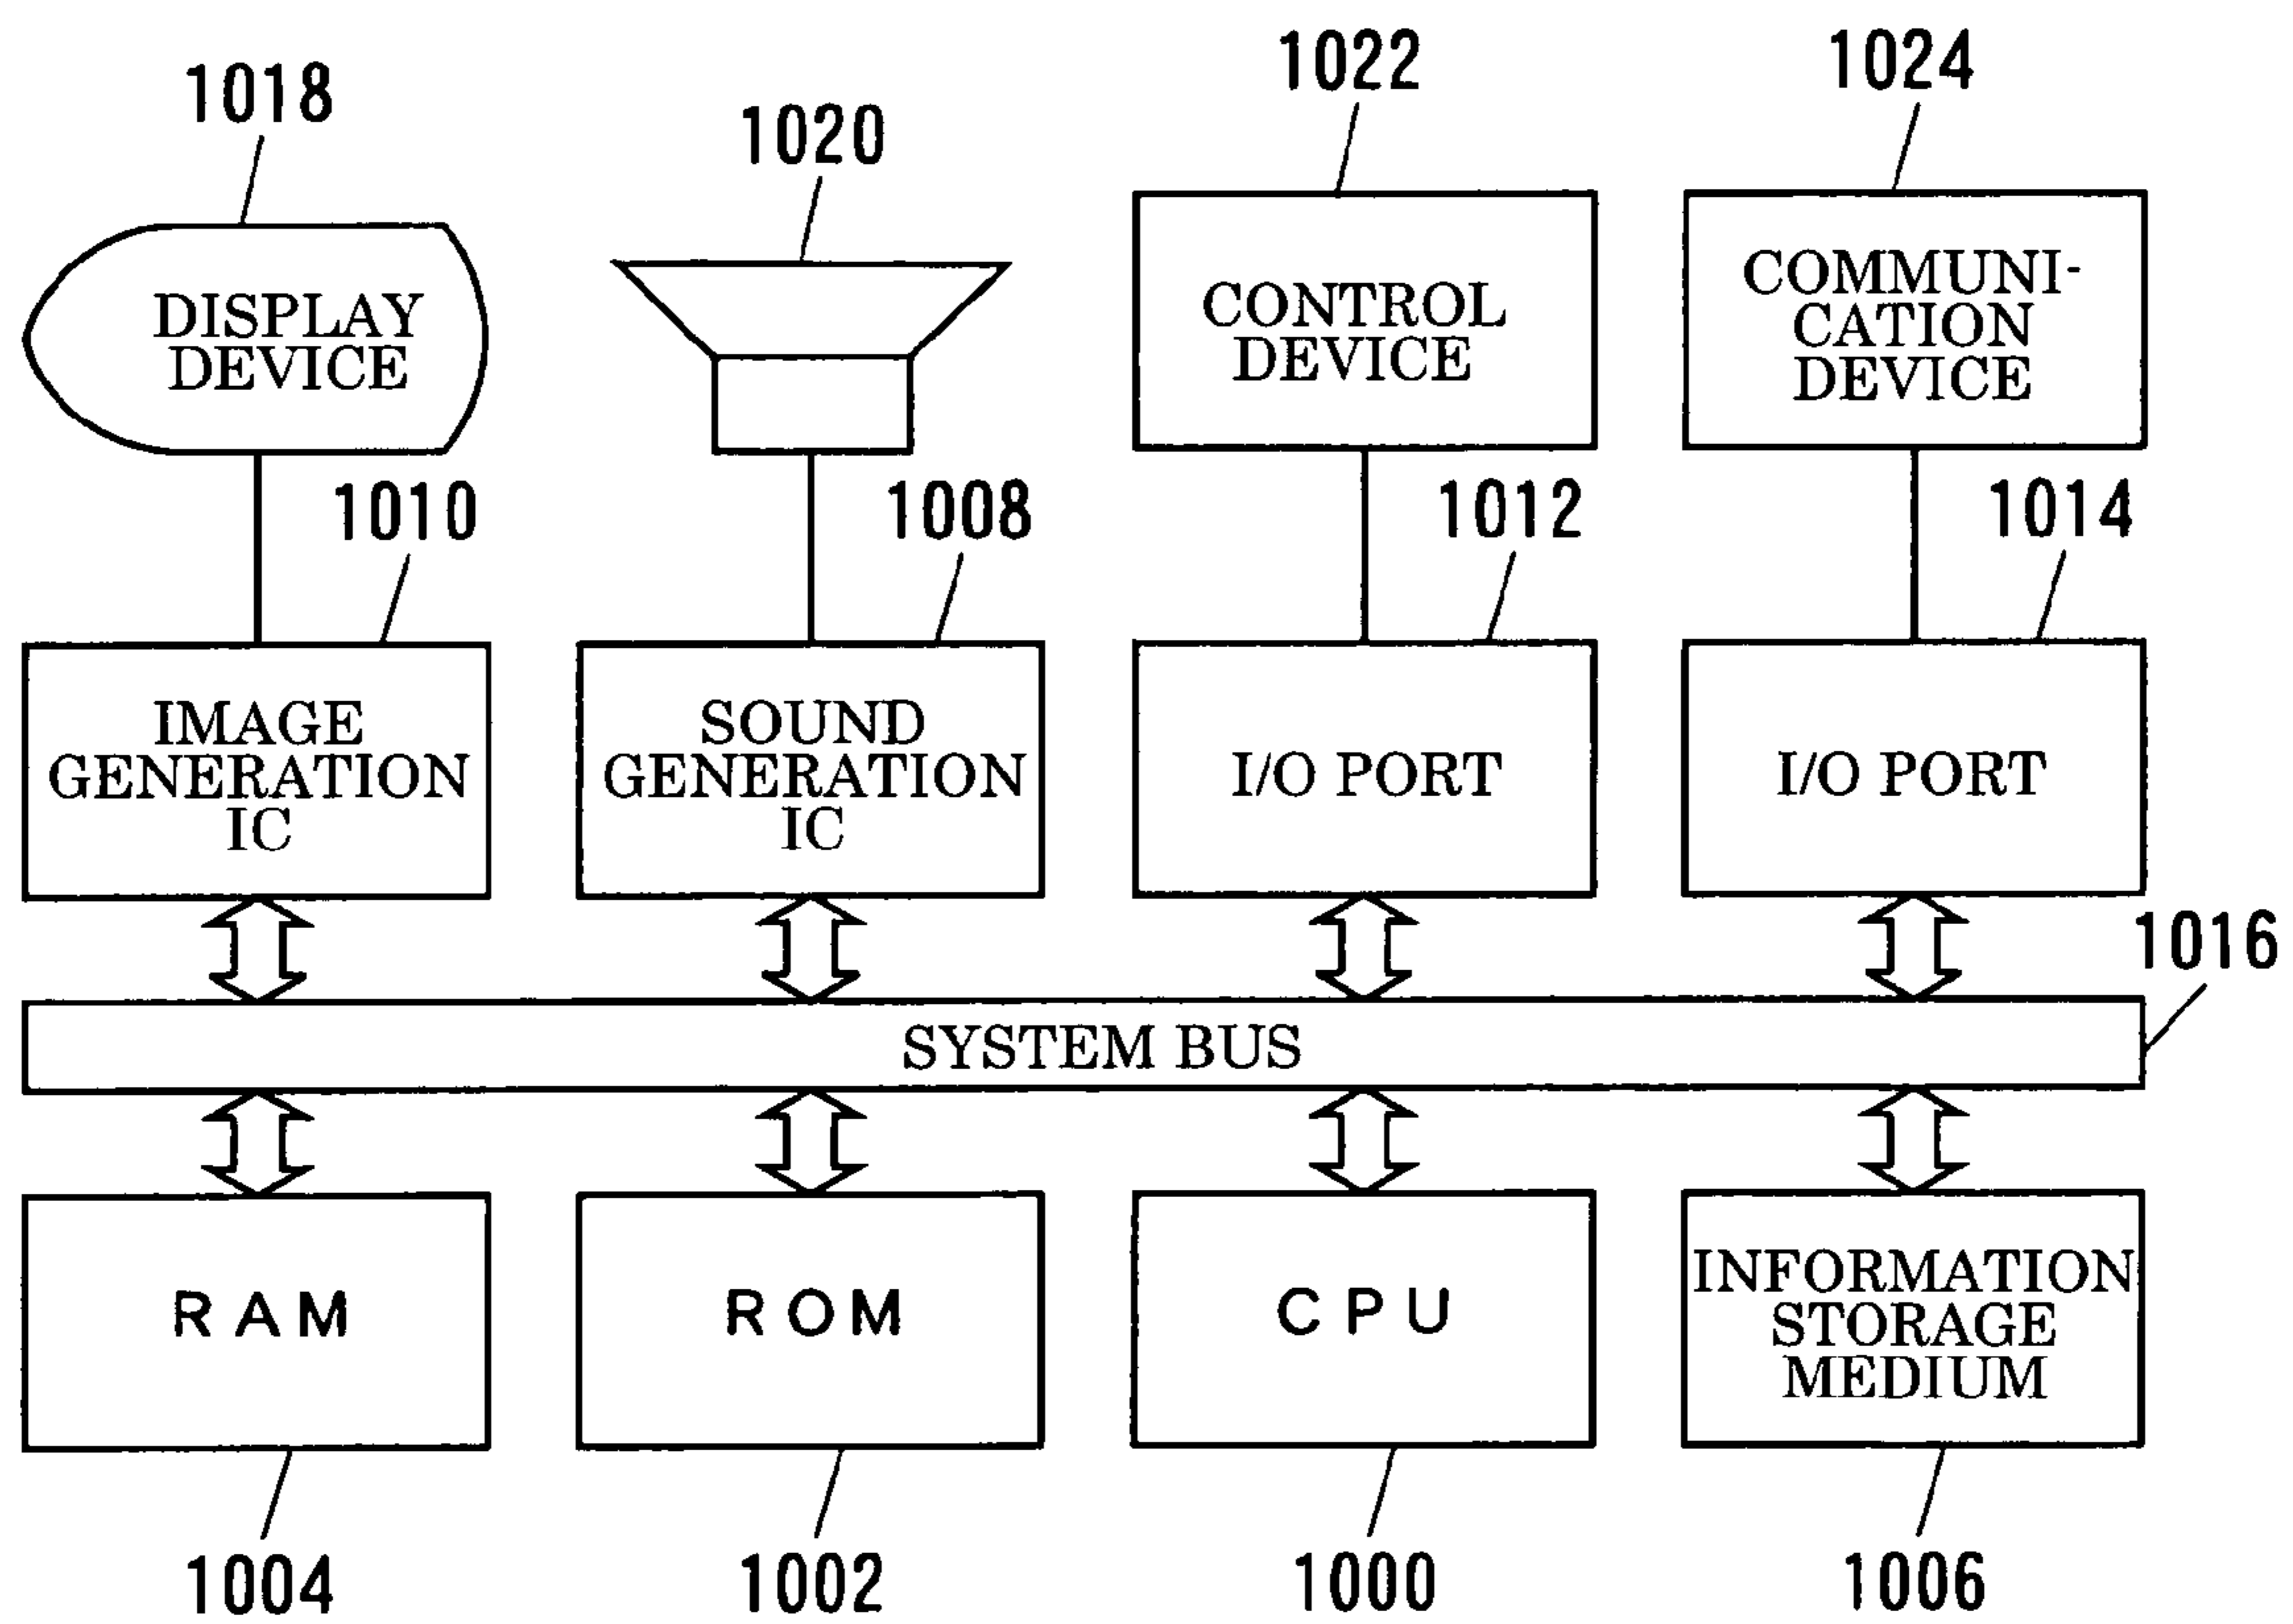 1018
1020
1022
1024
DISPLAY
DEVICE
CONTROL
DEVICE
COMMUNI-
CATION
DEVICE
1010
1008
1012
1014
IMAGE
GENERATION
IC
SOUND
GENERATION
IC
I/O PORT
I/O PORT
1016
SYSTEM BUS
RAM
ROM
CPU
INFORMATION
STORAGE
MEDIUM
1004
1002
1000
1006